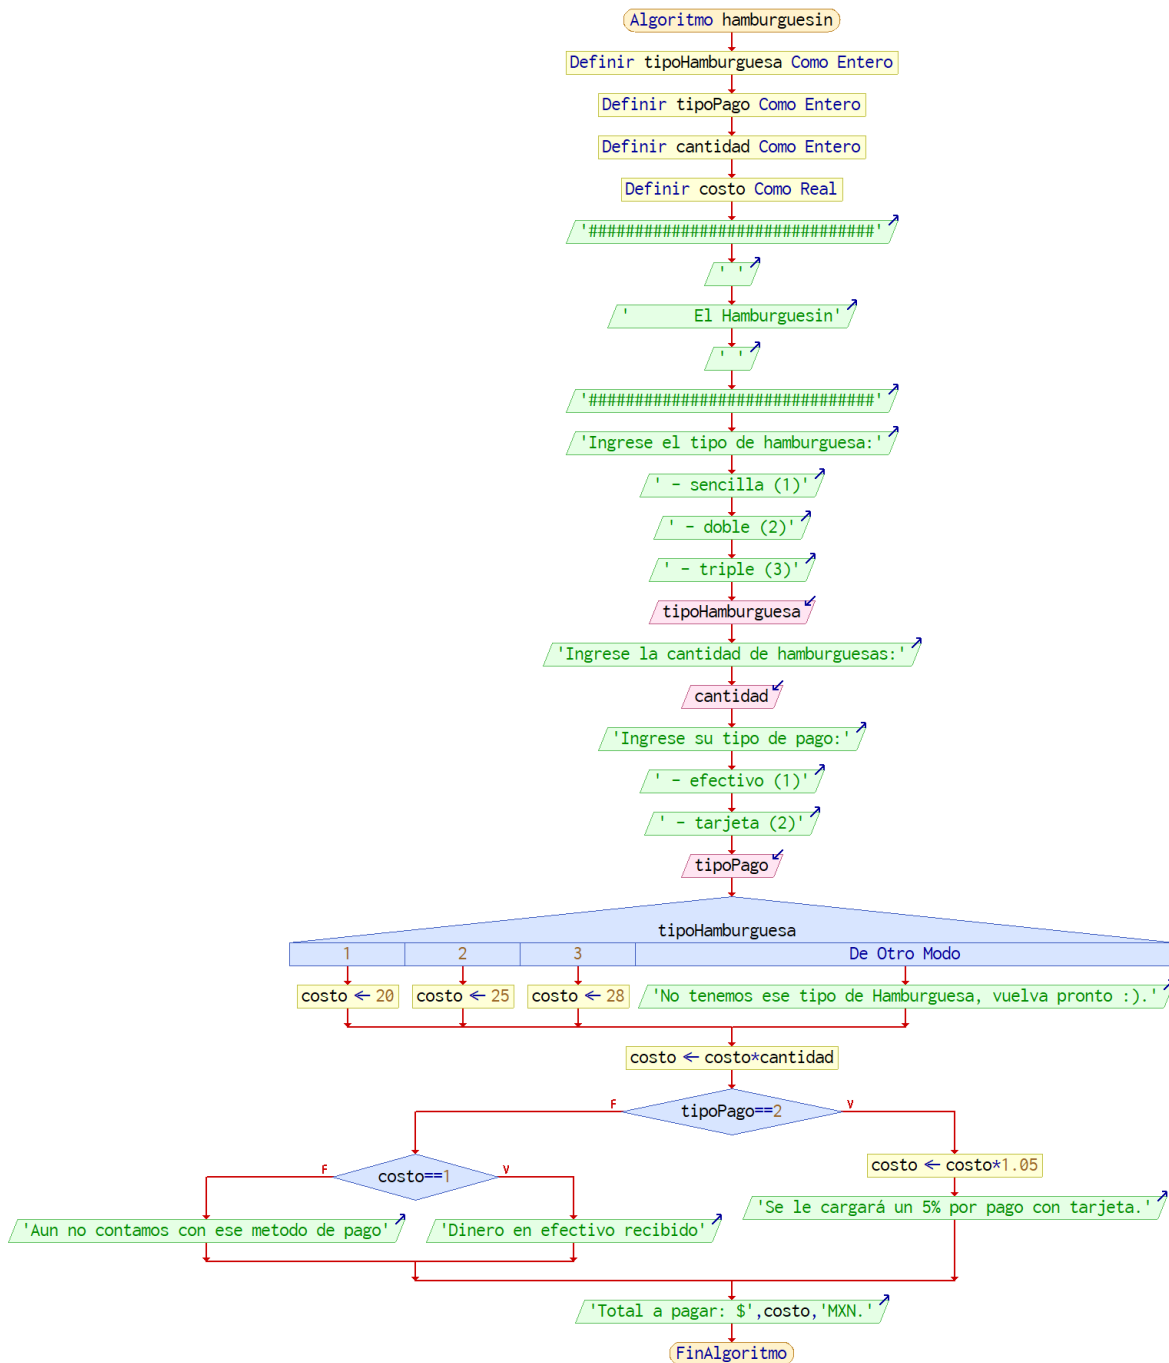 Algoritmo hamburguesin
Definir tipoHamburguesa Como Entero
Definir tipoPago Como Entero
Definir cantidad Como Entero
Definir costo Como Real
'###############################'
' '
'       El Hamburguesin'
' '
'###############################'
'Ingrese el tipo de hamburguesa:'
' - sencilla (1)'
' - doble (2)'
' - triple (3)'
tipoHamburguesa
'Ingrese la cantidad de hamburguesas:'
cantidad
'Ingrese su tipo de pago:'
' - efectivo (1)'
' - tarjeta (2)'
tipoPago
tipoHamburguesa
1 2 3 De Otro Modo
costo ← 20 costo ← 25 costo ← 28 'No tenemos ese tipo de Hamburguesa, vuelva pronto :).'
costo ← costo*cantidad
F tipoPago==2 V
F costo==1 V costo ← costo*1.05
'Aun no contamos con ese metodo de pago' 'Dinero en efectivo recibido' 'Se le cargará un 5% por pago con tarjeta.'
'Total a pagar: $',costo,'MXN.'
FinAlgoritmo